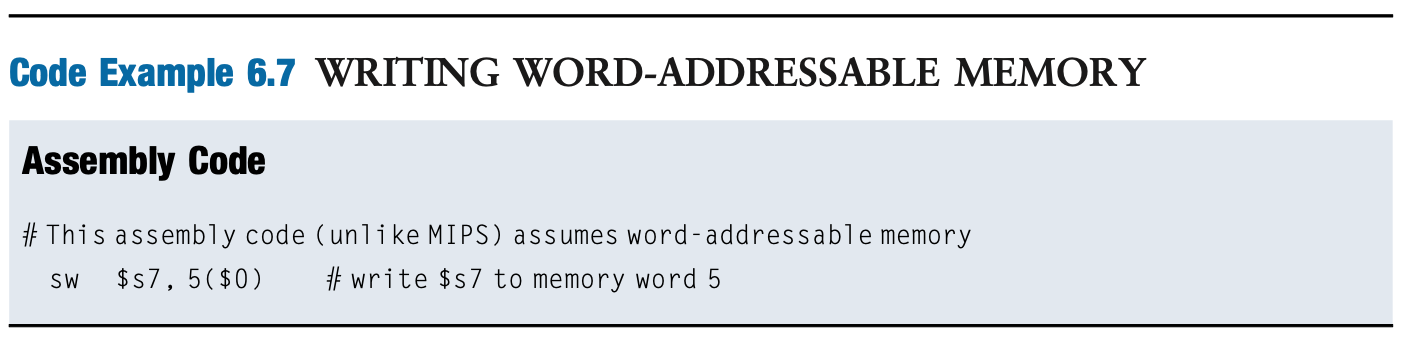 Code Example 6.7 WRITING WORD-ADDRESSABLE MEMORY
Assembly Code
# This assembly code (unlike MIPS) assumes word-addressable memory
sw $s7, 5($0) # write $s7 to memory word 5